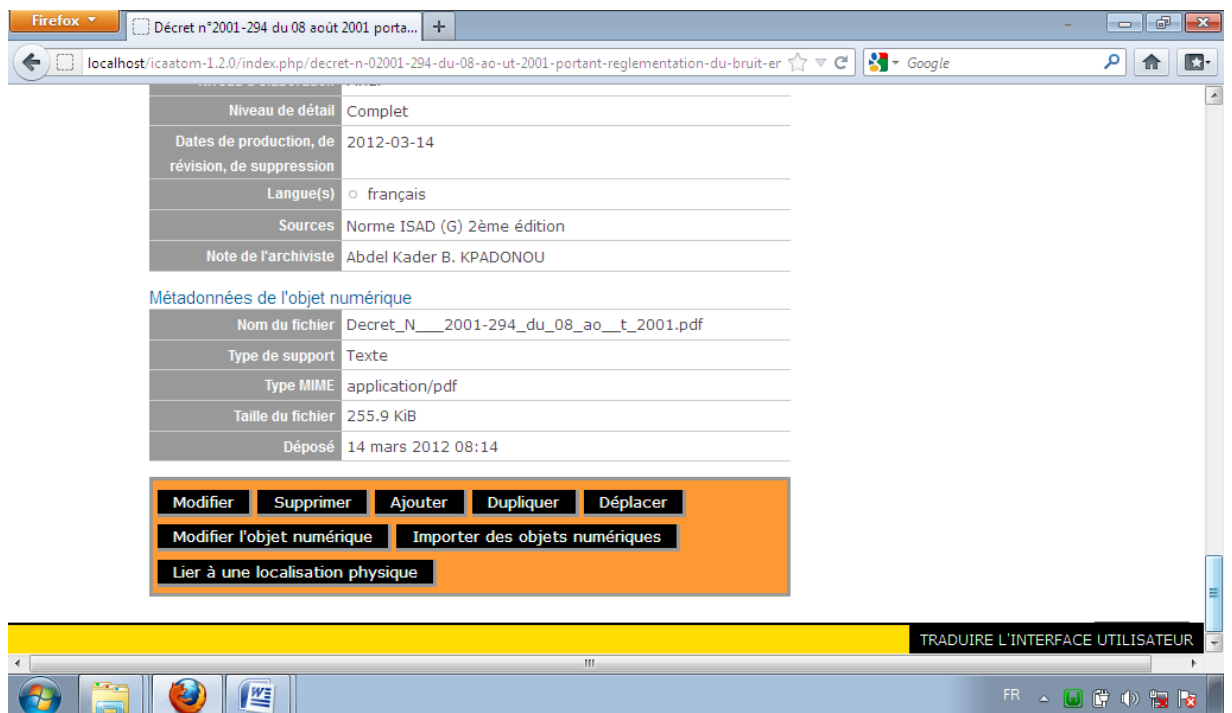 Firefox
Décret n°2001-294 du 08 août 2001 porta...
localhost/icaatom-1.2.0/index.php/decret-n-02001-294-du-08-ao-ut-2001-portant-reglementation-du-bruit-er
Google
Niveau de détail Complet
Dates de production, de révision, de suppression 2012-03-14
Langue(s) français
Sources Norme ISAD (G) 2ème édition
Note de l'archiviste Abdel Kader B. KPADONOU
Métadonnées de l'objet numérique
Nom du fichier Decret_N___2001-294_du_08_ao__t_2001.pdf
Type de support Texte
Type MIME application/pdf
Taille du fichier 255.9 KiB
Déposé 14 mars 2012 08:14
Modifier Supprimer Ajouter Dupliquer Déplacer
Modifier l'objet numérique Importer des objets numériques
Lier à une localisation physique
TRADUIRE L'INTERFACE UTILISATEUR
FR